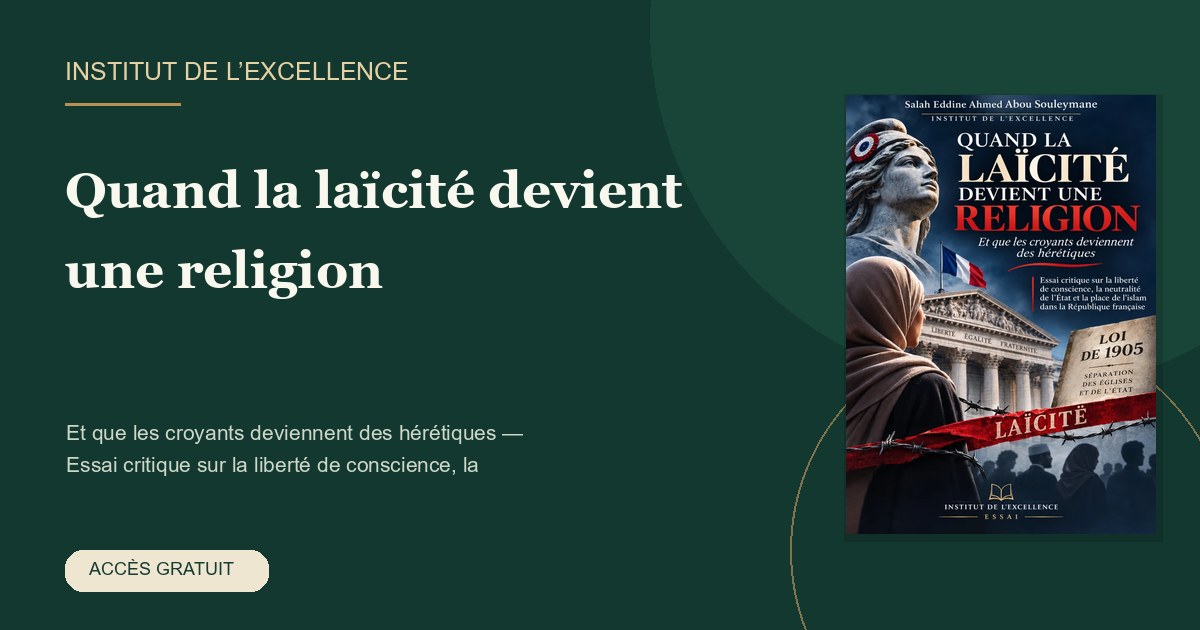 INSTITUT DE L’EXCELLENCE
Quand la laïcité devient
une religion
Et que les croyants deviennent des hérétiques —
Essai critique sur la liberté de conscience, la
ACCÈS GRATUIT
Salah Eddine Ahmed Abou Souleymane
INSTITUT DE L'EXCELLENCE
QUAND LA
LAÏCITÉ
DEVIENT UNE
RELIGION
Et que les croyants deviennent
des hérétiques
Essai critique sur la liberté
de conscience, la neutralité
de l'État et la place de l'islam
dans la République française
LIBERTÉ ÉGALITÉ FRATERNITÉ
LOI
DE 1905
SÉPARATION
DES ÉGLISES
ET DE L'ÉTAT
LAÏCITË
INSTITUT DE L'EXCELLENCE
ESSAI